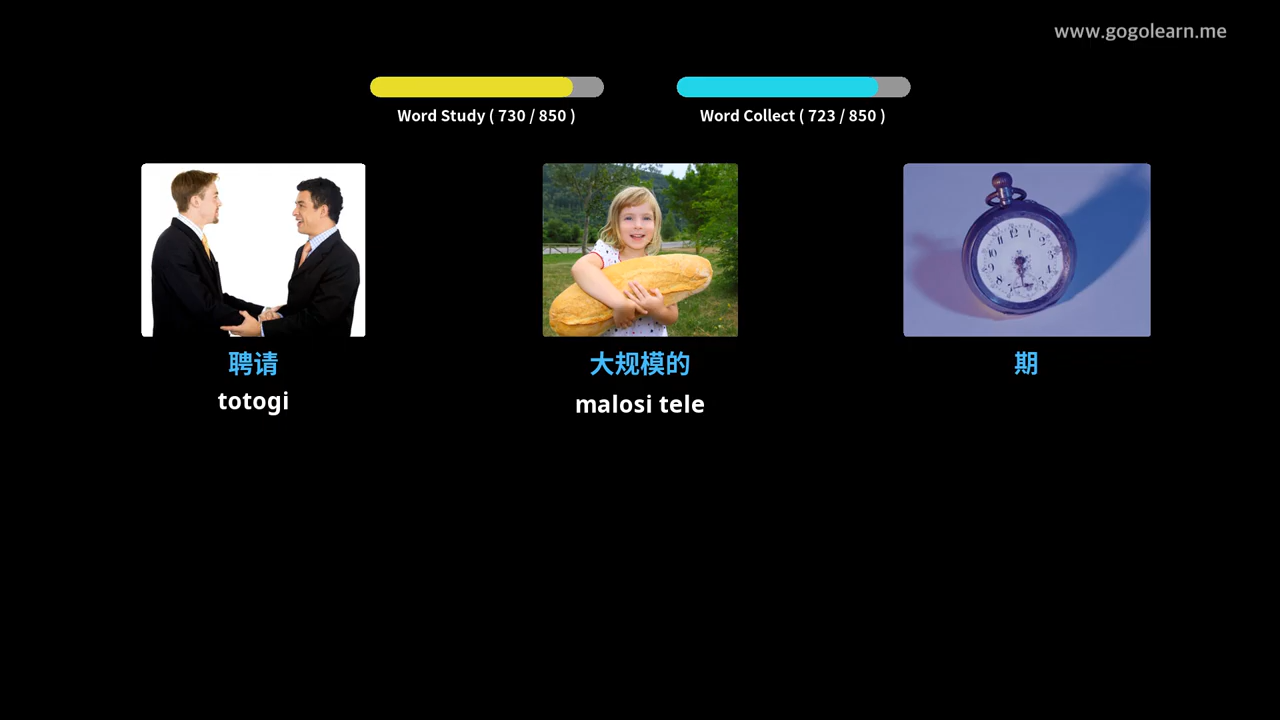 www.gogolearn.me
Word Study ( 730 / 850 )
Word Collect ( 723 / 850 )
聘请
totogi
大规模的
malosi tele
期